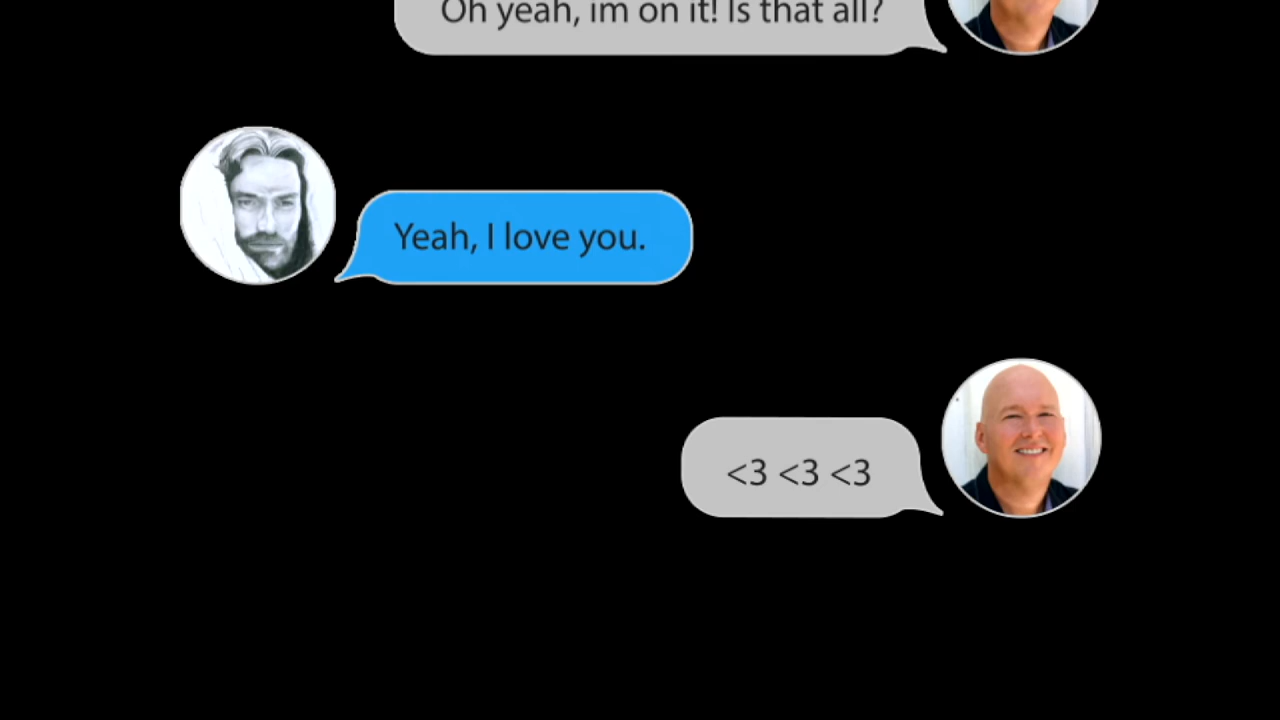 Oh yeah, im on it! Is that all?
Yeah, I love you.
<3 <3 <3